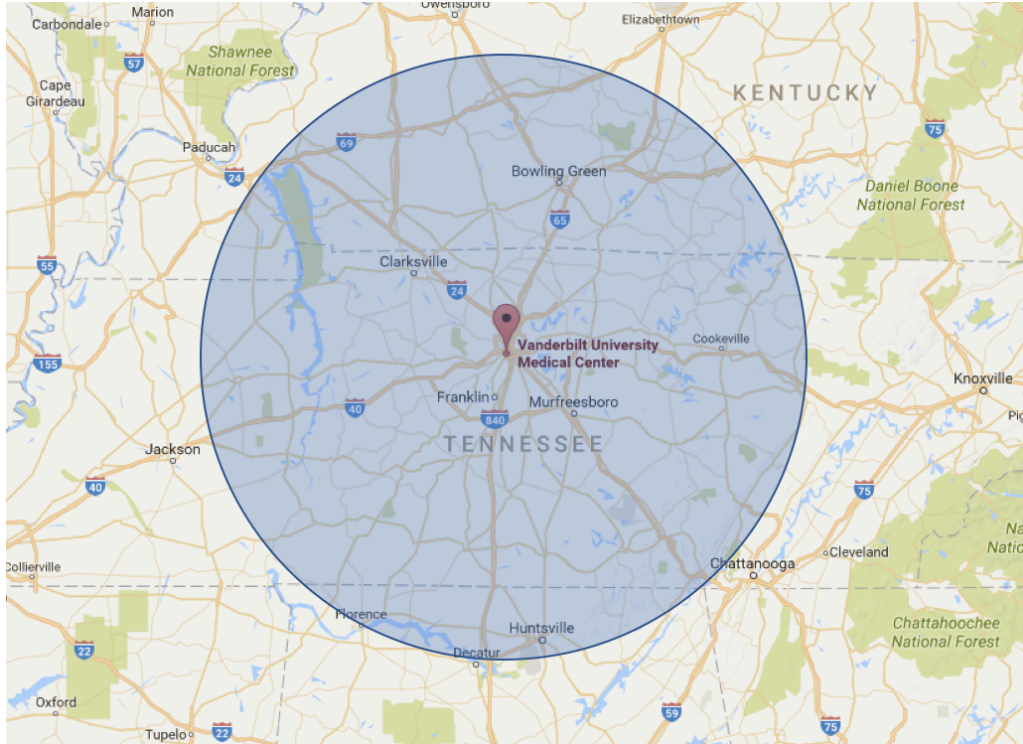 Owensboro
Marion
Carbondale
Elizabethtown
Shawnee
National Forest
57
Cape
Girardeau
KENTUCKY
75
69
Paducah
24
Bowling Green
Daniel Boone
National Forest
65
55
Clarksville
24
Vanderbilt University
Medical Center
Cookeville
155
Knoxville
Franklin
Murfreesboro
40
840
TENNESSEE
Jackson
40
75
Chattanooga
Cleveland
Collierville
Florence
Huntsville
Chattahoochee
National Forest
Decatur
22
Oxford
59
75
Tupelo
22